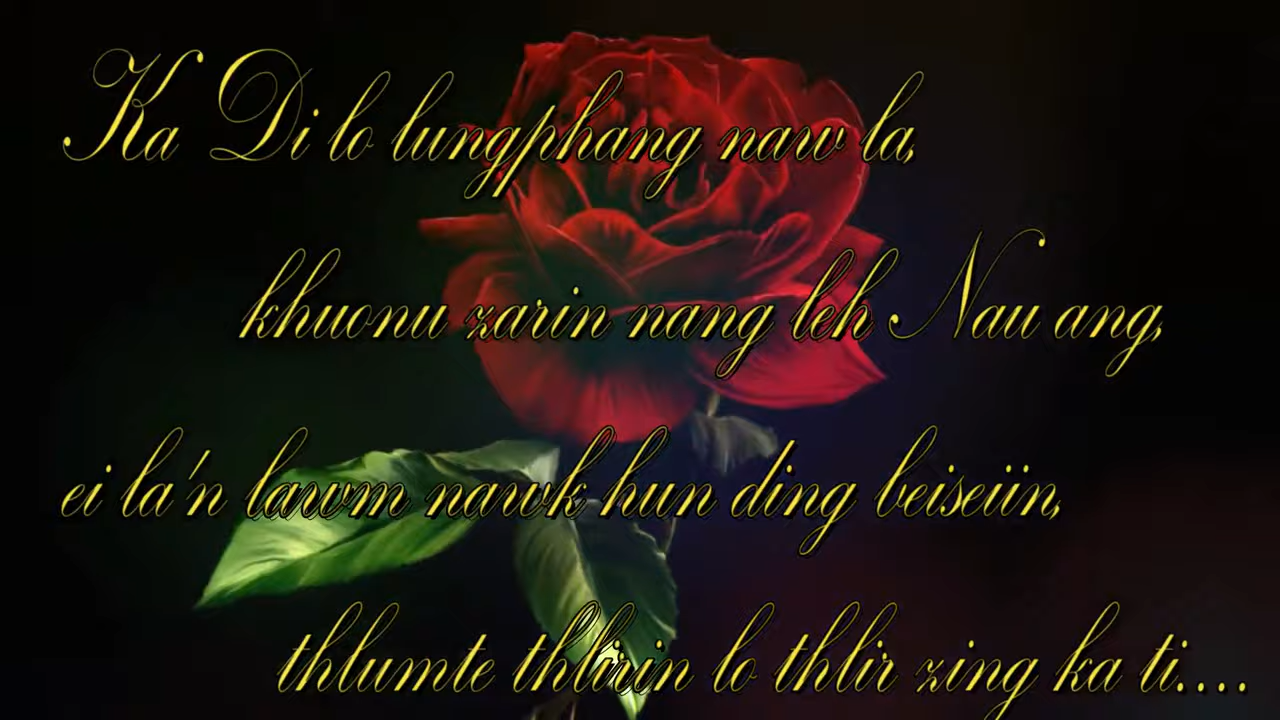 Ka Di lo lungphang naw la,
khuonu zarin nang leh Nau ang,
ei la'n lawm nawk hun ding beiseiin,
thlumte thlirin lo thlir zing ka ti....